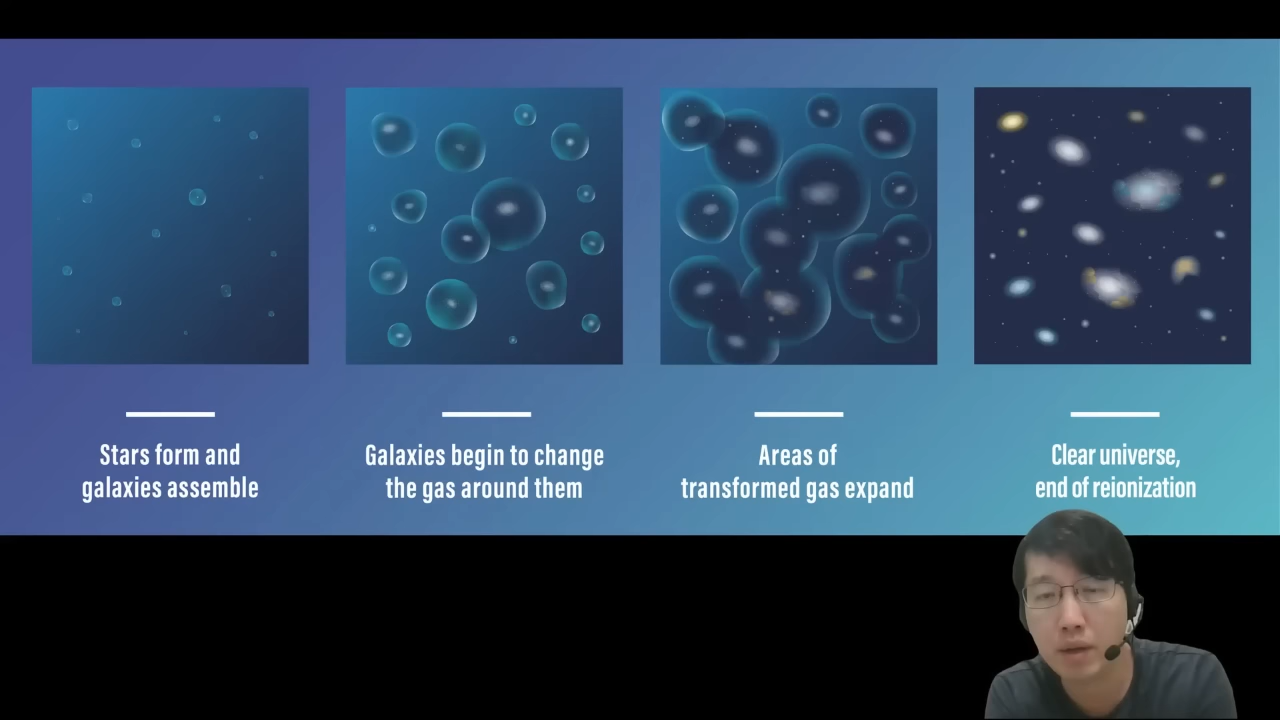 Stars form and
galaxies assemble
Galaxies begin to change
the gas around them
Areas of
transformed gas expand
Clear universe,
end of reionization